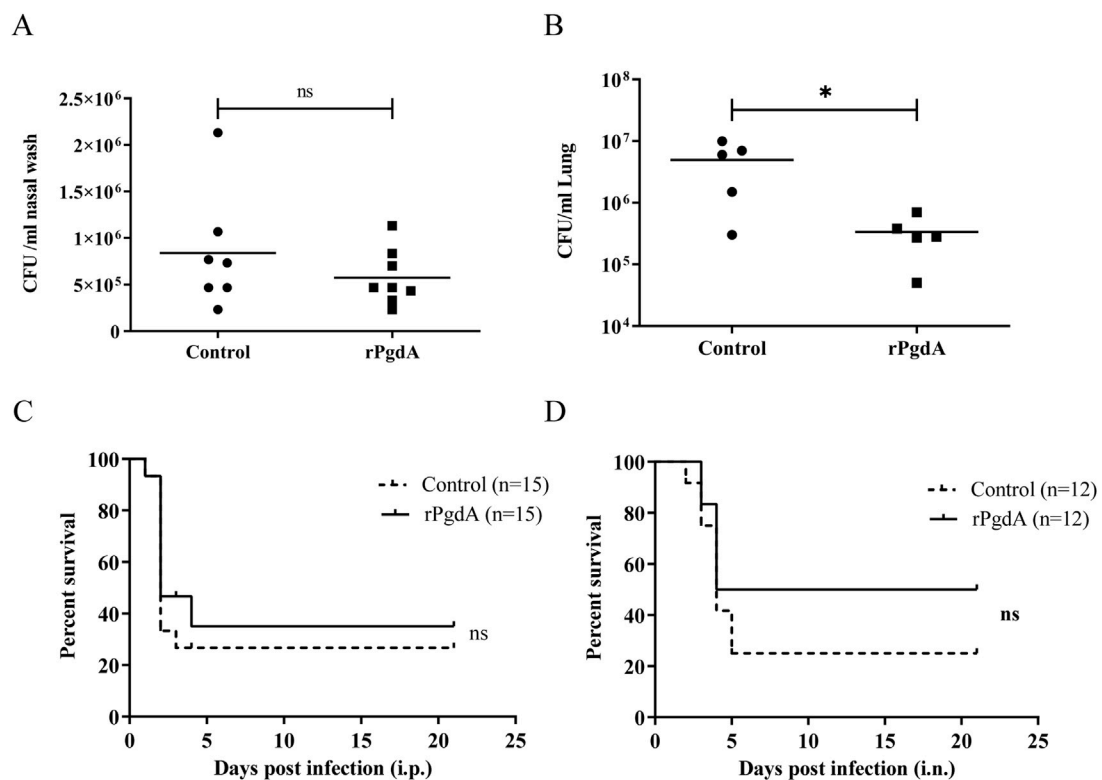 A
CFU /ml nasal wash
2.5×10⁶
2×10⁶
1.5×10⁶
1×10⁶
5×10⁵
0
ns
Control
rPgdA
B
CFU/ml Lung
10⁸
10⁷
10⁶
10⁵
10⁴
*
Control
rPgdA
C
Percent survival
100
80
60
40
20
0
0 5 10 15 20 25
Days post infection (i.p.)
Control (n=15)
rPgdA (n=15)
ns
D
Percent survival
100
80
60
40
20
0
0 5 10 15 20 25
Days post infection (i.n.)
Control (n=12)
rPgdA (n=12)
ns